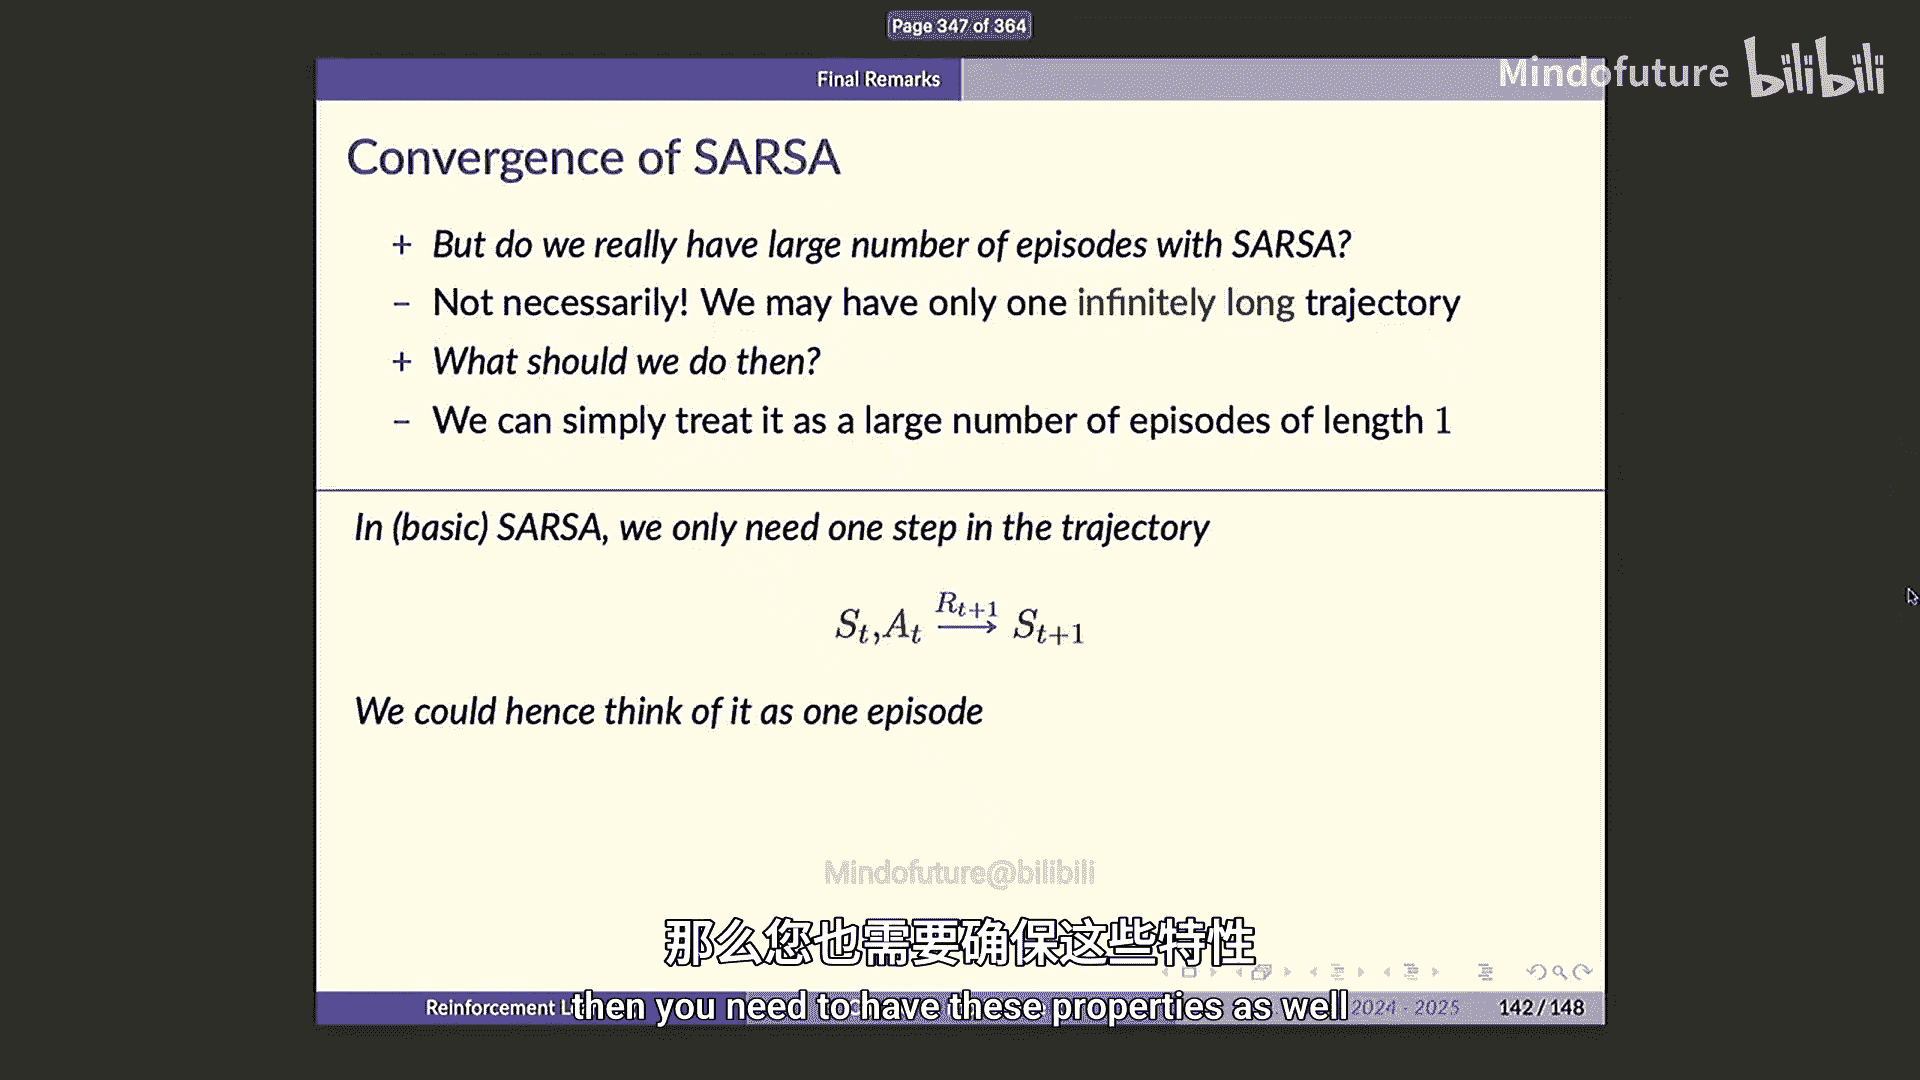 Page 347 of 364
Mindofuture bilibili
Final Remarks
Convergence of SARSA
+ But do we really have large number of episodes with SARSA?
– Not necessarily! We may have only one infinitely long trajectory
+ What should we do then?
– We can simply treat it as a large number of episodes of length 1
In (basic) SARSA, we only need one step in the trajectory
S_t, A_t \xrightarrow{R_{t+1}} S_{t+1}
We could hence think of it as one episode
Mindofuture@bilibili
那么您也需要确保这些特性
Reinforcement
then you need to have these properties as well
2024 - 2025
142 / 148